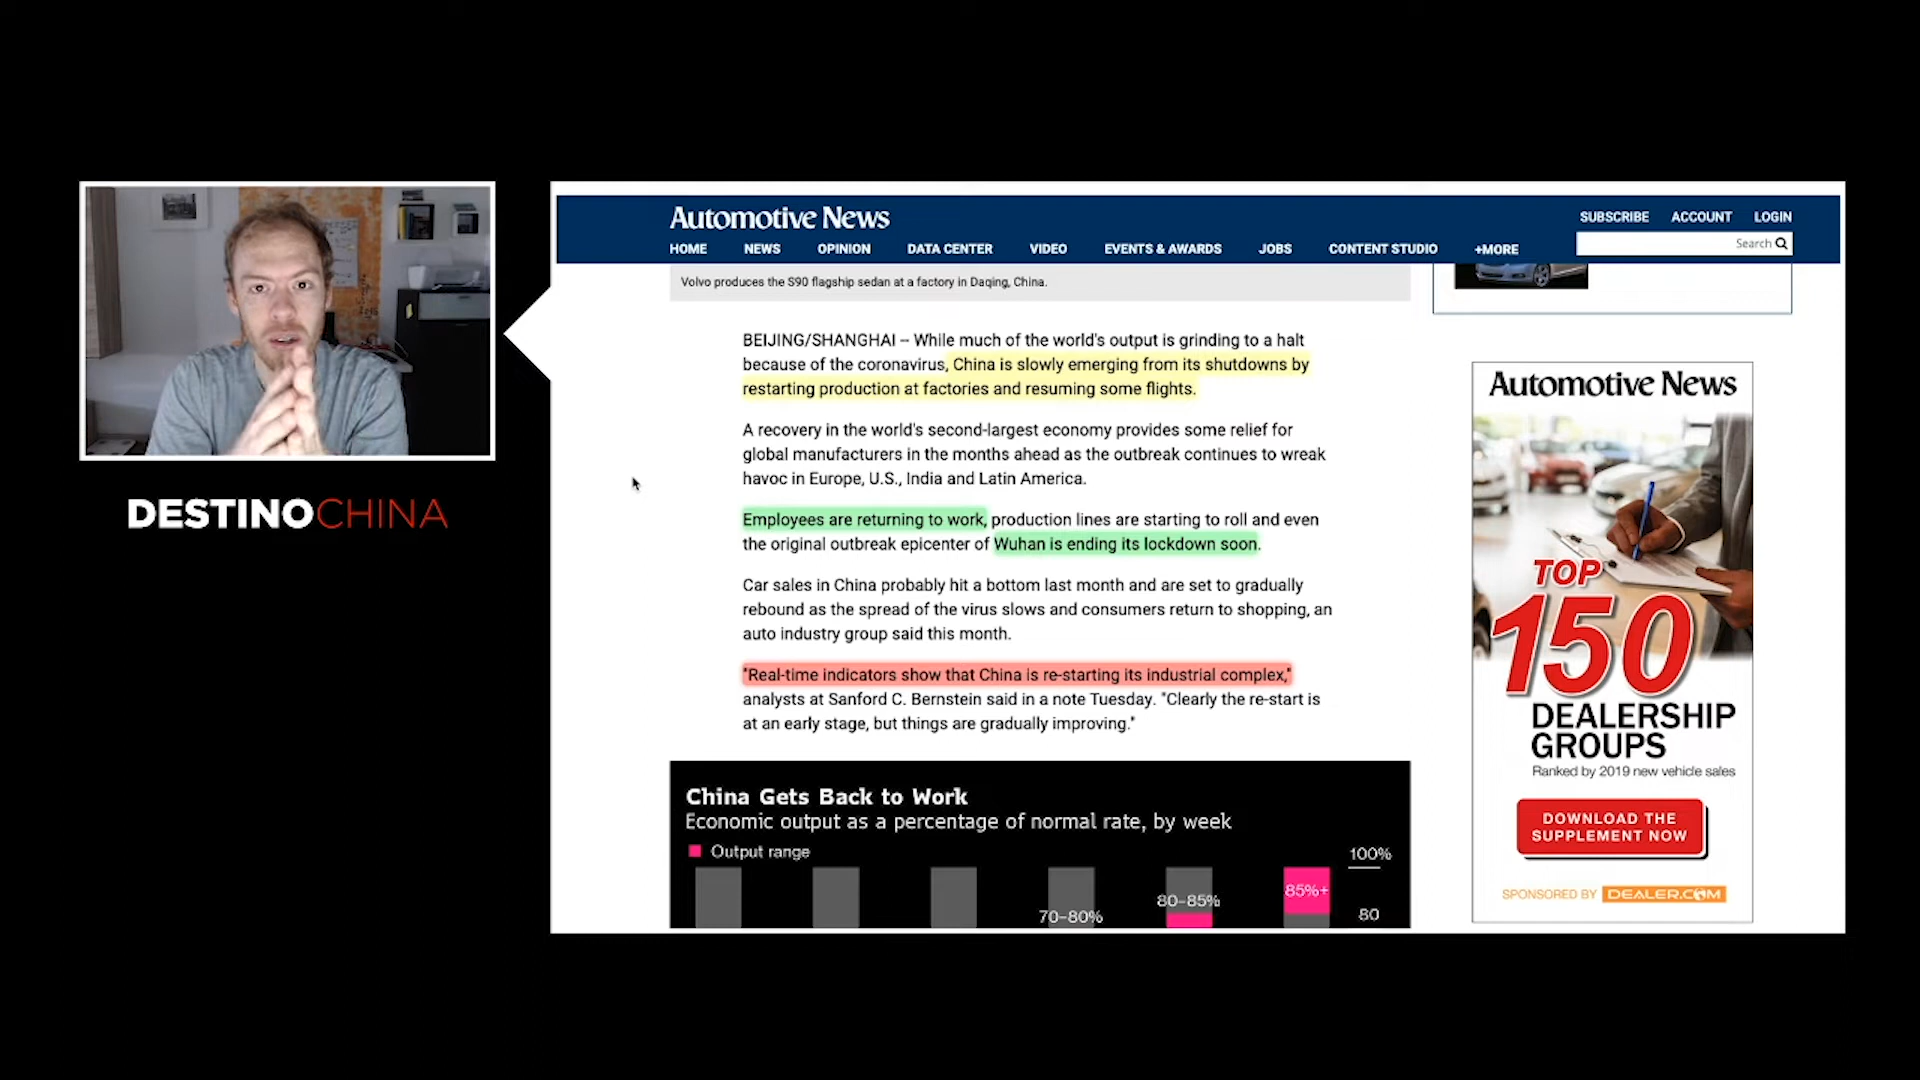 DESTINOCHINA
Automotive News
SUBSCRIBE ACCOUNT LOGIN
HOME NEWS OPINION DATA CENTER VIDEO EVENTS & AWARDS JOBS CONTENT STUDIO +MORE
Search
Volvo produces the S90 flagship sedan at a factory in Daqing, China.
BEIJING/SHANGHAI -- While much of the world's output is grinding to a halt
because of the coronavirus, China is slowly emerging from its shutdowns by
restarting production at factories and resuming some flights.
A recovery in the world's second-largest economy provides some relief for
global manufacturers in the months ahead as the outbreak continues to wreak
havoc in Europe, U.S., India and Latin America.
Employees are returning to work, production lines are starting to roll and even
the original outbreak epicenter of Wuhan is ending its lockdown soon.
Car sales in China probably hit a bottom last month and are set to gradually
rebound as the spread of the virus slows and consumers return to shopping, an
auto industry group said this month.
"Real-time indicators show that China is re-starting its industrial complex,"
analysts at Sanford C. Bernstein said in a note Tuesday. "Clearly the re-start is
at an early stage, but things are gradually improving."
China Gets Back to Work
Economic output as a percentage of normal rate, by week
Output range
100%
85%+
80-85%
70-80%
80
Automotive News
TOP
150
DEALERSHIP
GROUPS
Ranked by 2019 new vehicle sales
DOWNLOAD THE
SUPPLEMENT NOW
SPONSORED BY DEALER.COM